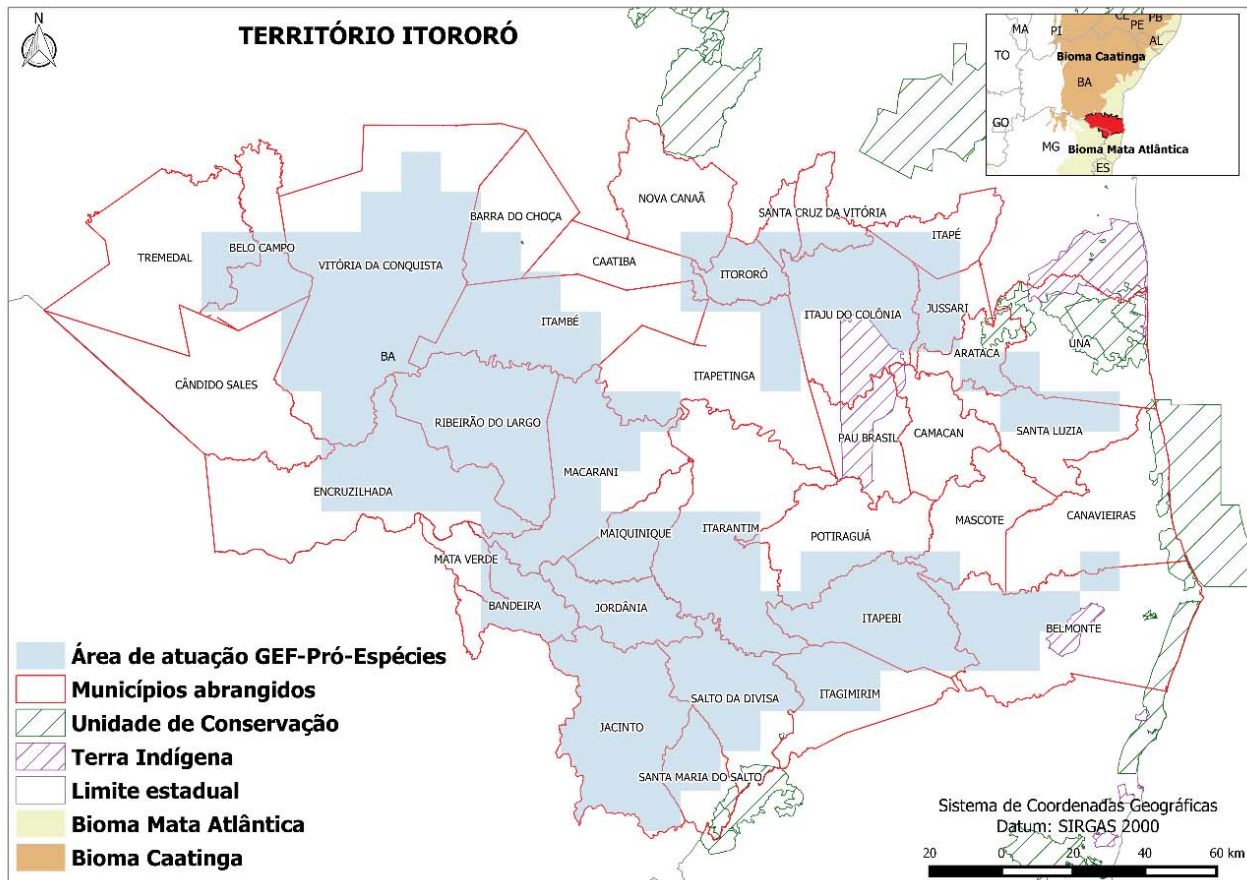 N
TERRITÓRIO ITORORÓ
MA
PI
CE
PB
PE
AL
TO
Bioma Caatinga
BA
GO
MG
Bioma Mata Atlântica
ES
NOVA CANAÃ
BARRA DO CHOÇA
SANTA CRUZ DA VITÓRIA
ITAPÉ
BELO CAMPO
TREMEDAL
VITÓRIA DA CONQUISTA
CAATIBA
ITORORÓ
ITAMBÉ
ITAJU DO COLÔNIA
JUSSARI
UNA
ARATACA
BA
CÂNDIDO SALES
ITAPETINGA
RIBEIRÃO DO LARGO
PAU BRASIL
CAMACAN
SANTA LUZIA
MACARANI
ENCRUZILHADA
MAIQUINIQUE
ITARANTIM
POTIRAGUÁ
MASCOTE
CANAVIEIRAS
MATA VERDE
BANDEIRA
JORDÂNIA
ITAPEBI
BELMONTE
SALTO DA DIVISA
ITAGIMIRIM
JACINTO
SANTA MARIA DO SALTO
Área de atuação GEF-Pró-Espécies
Municípios abrangidos
Unidade de Conservação
Terra Indígena
Limite estadual
Bioma Mata Atlântica
Bioma Caatinga
Sistema de Coordenadas Geográficas
Datum: SIRGAS 2000
20 0 20 40 60 km